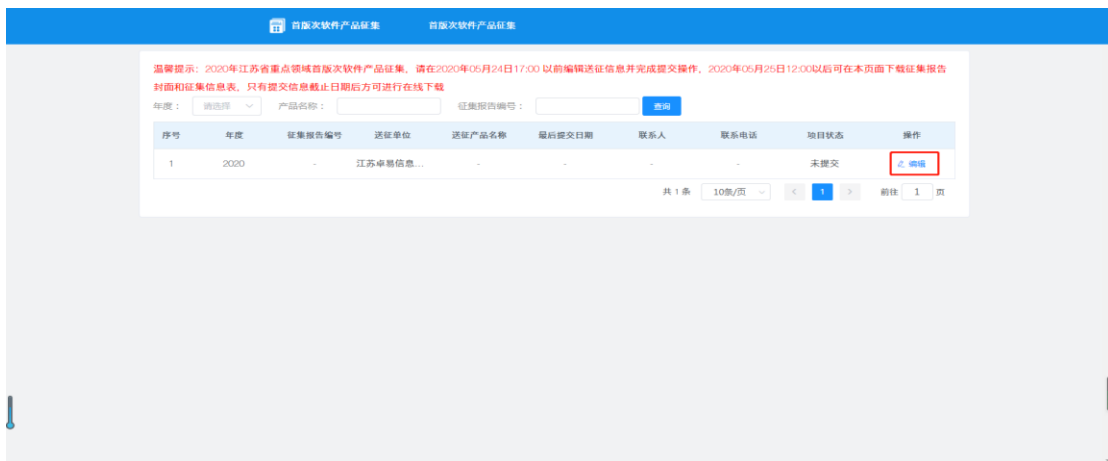 首版次软件产品征集 首版次软件产品征集
温馨提示：2020年江苏省重点领域首版次软件产品征集，请在2020年05月24日17:00 以前编辑送征信息并完成提交操作，2020年05月25日12:00以后可在本页面下载征集报告
封面和征集信息表，只有提交信息截止日期后方可进行在线下载
年度： 请选择 产品名称： 征集报告编号： 查询
序号 年度 征集报告编号 送征单位 送征产品名称 最后提交日期 联系人 联系电话 项目状态 操作
1 2020 - 江苏卓易信息... - - - - 未提交 编辑
共 1 条 10条/页 < 1 > 前往 1 页